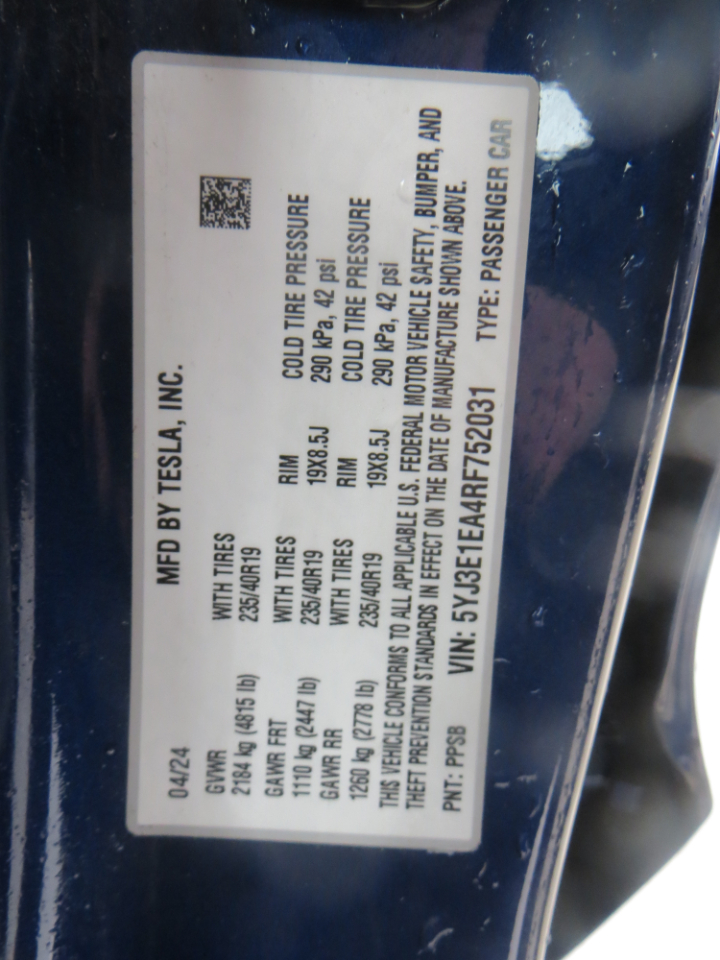 MFD BY TESLA, INC.
04/24
GVWR WITH TIRES
2184 kg (4815 lb) 235/40R19
GAWR FRT WITH TIRES RIM COLD TIRE PRESSURE
1110 kg (2447 lb) 235/40R19 19X8.5J 290 kPa, 42 psi
GAWR RR WITH TIRES RIM COLD TIRE PRESSURE
1260 kg (2778 lb) 235/40R19 19X8.5J 290 kPa, 42 psi
THIS VEHICLE CONFORMS TO ALL APPLICABLE U.S. FEDERAL MOTOR VEHICLE SAFETY, BUMPER, AND
THEFT PREVENTION STANDARDS IN EFFECT ON THE DATE OF MANUFACTURE SHOWN ABOVE.
PNT: PPSB VIN: 5YJ3E1EA4RF752031 TYPE: PASSENGER CAR